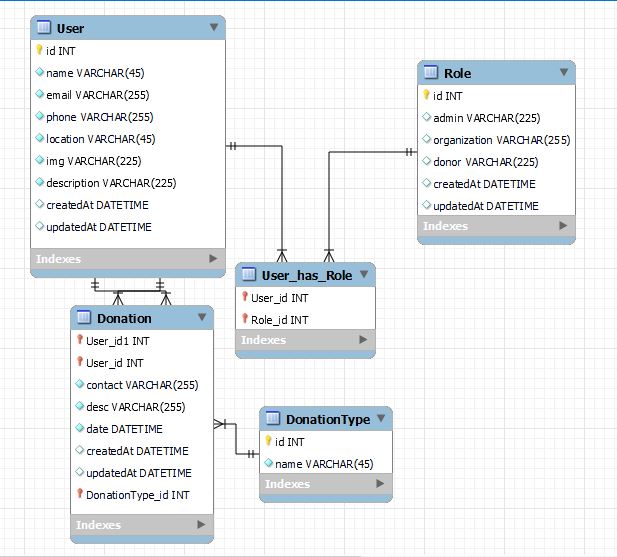 User
id INT
name VARCHAR(45)
email VARCHAR(255)
phone VARCHAR(255)
location VARCHAR(45)
img VARCHAR(225)
description VARCHAR(225)
createdAt DATETIME
updatedAt DATETIME
Indexes
Role
id INT
admin VARCHAR(225)
organization VARCHAR(255)
donor VARCHAR(225)
createdAt DATETIME
updatedAt DATETIME
Indexes
User_has_Role
User_id INT
Role_id INT
Indexes
Donation
User_id1 INT
User_id INT
contact VARCHAR(255)
desc VARCHAR(255)
date DATETIME
createdAt DATETIME
updatedAt DATETIME
DonationType_id INT
Indexes
DonationType
id INT
name VARCHAR(45)
Indexes